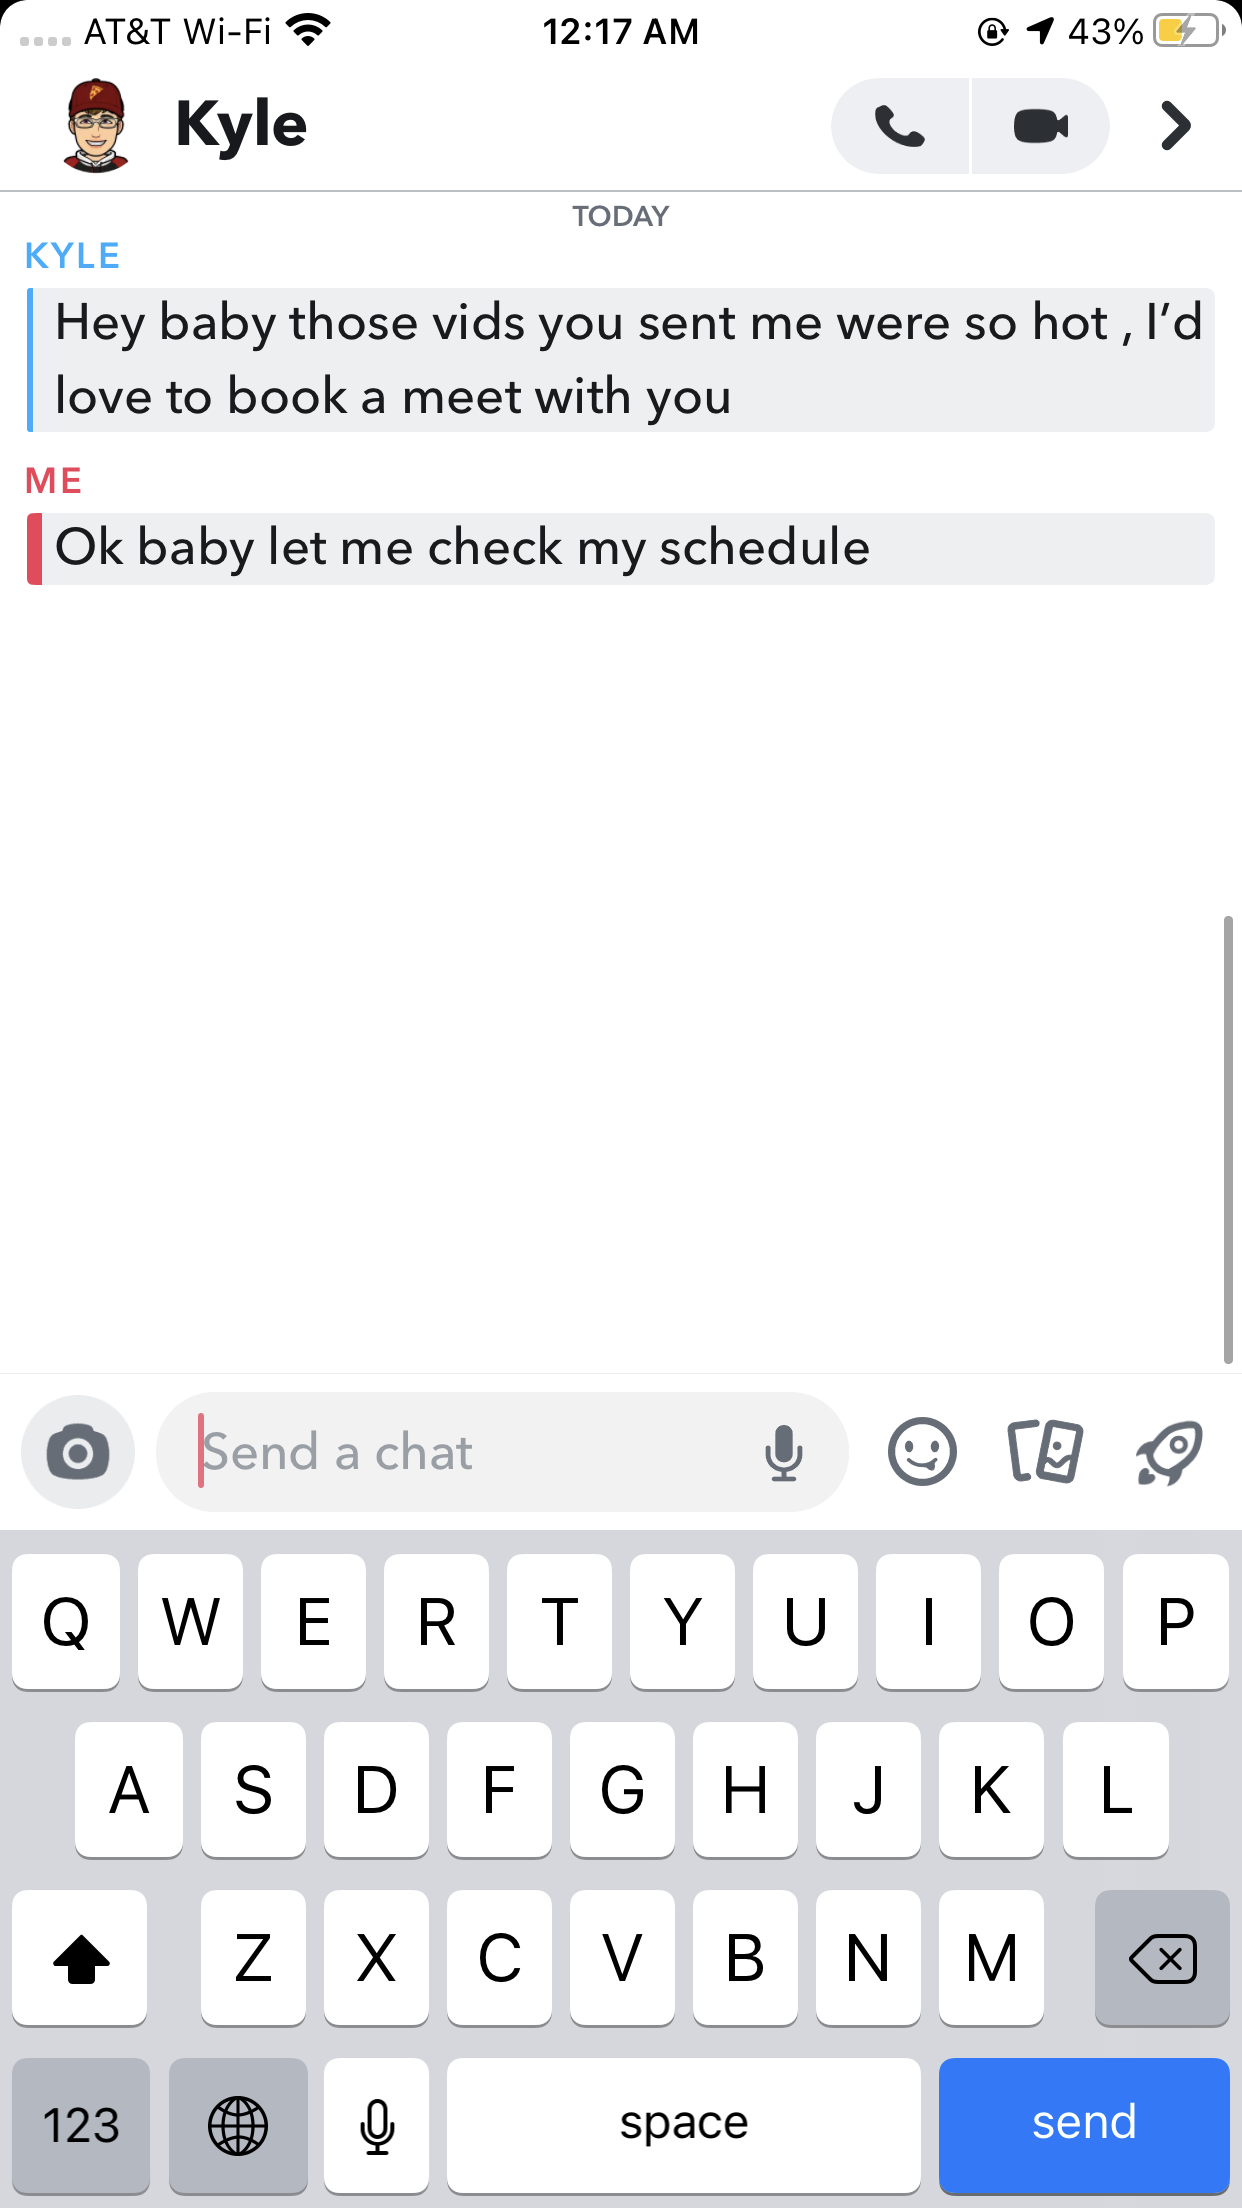 AT&T Wi-Fi 12:17 AM 43%
Kyle
TODAY
KYLE
Hey baby those vids you sent me were so hot , I’d
love to book a meet with you
ME
Ok baby let me check my schedule
Send a chat
Q W E R T Y U I O P
A S D F G H J K L
Z X C V B N M
123 space send